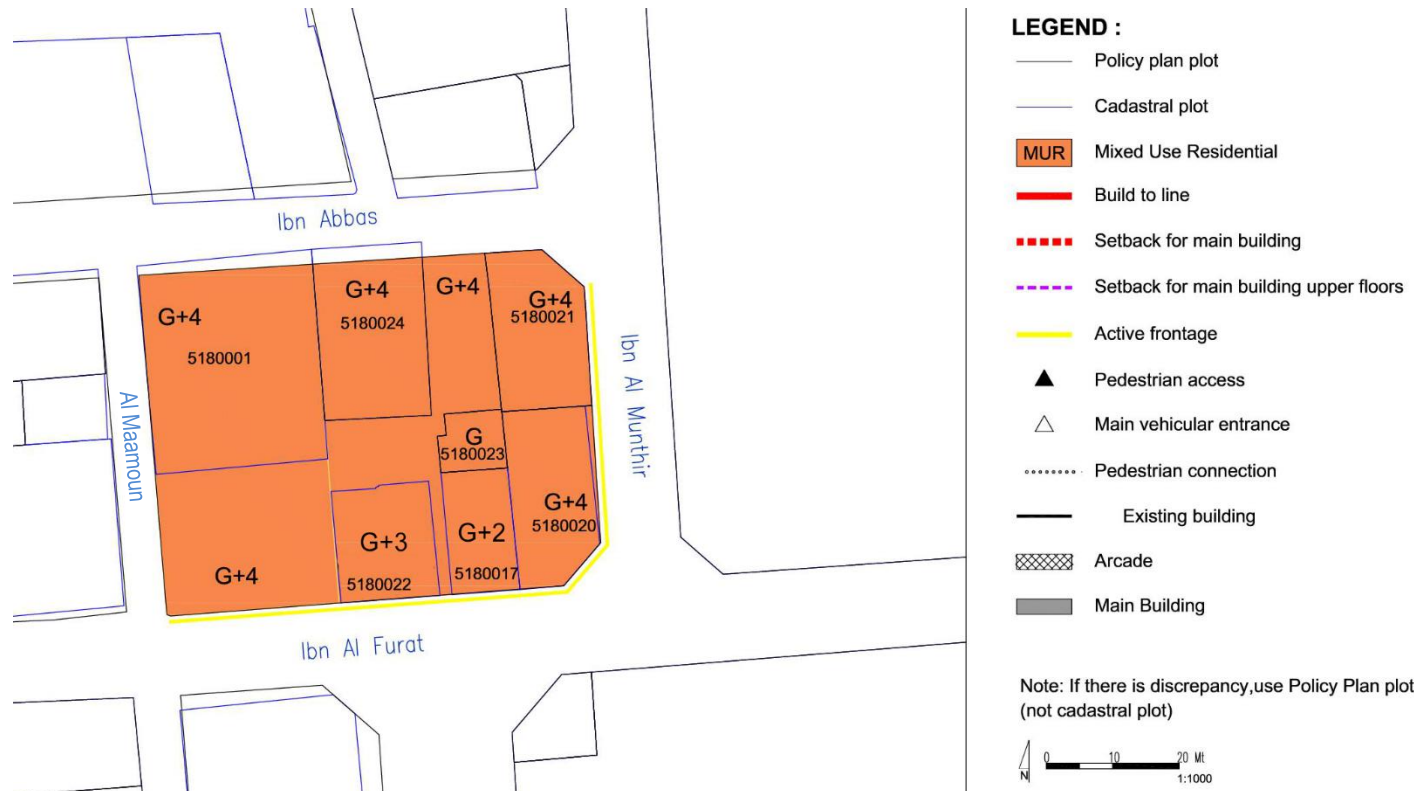 Ibn Abbas
G+4
5180001
G+4
5180024
G+4
G+4
5180021
Al Maamoun
Ibn Al Munthir
G
5180023
G+4
5180020
G+3
5180022
G+2
5180017
G+4
Ibn Al Furat
LEGEND :
Policy plan plot
Cadastral plot
MUR Mixed Use Residential
Build to line
Setback for main building
Setback for main building upper floors
Active frontage
Pedestrian access
Main vehicular entrance
Pedestrian connection
Existing building
Arcade
Main Building
Note: If there is discrepancy,use Policy Plan plot
(not cadastral plot)
N 0 10 20 Mt
1:1000